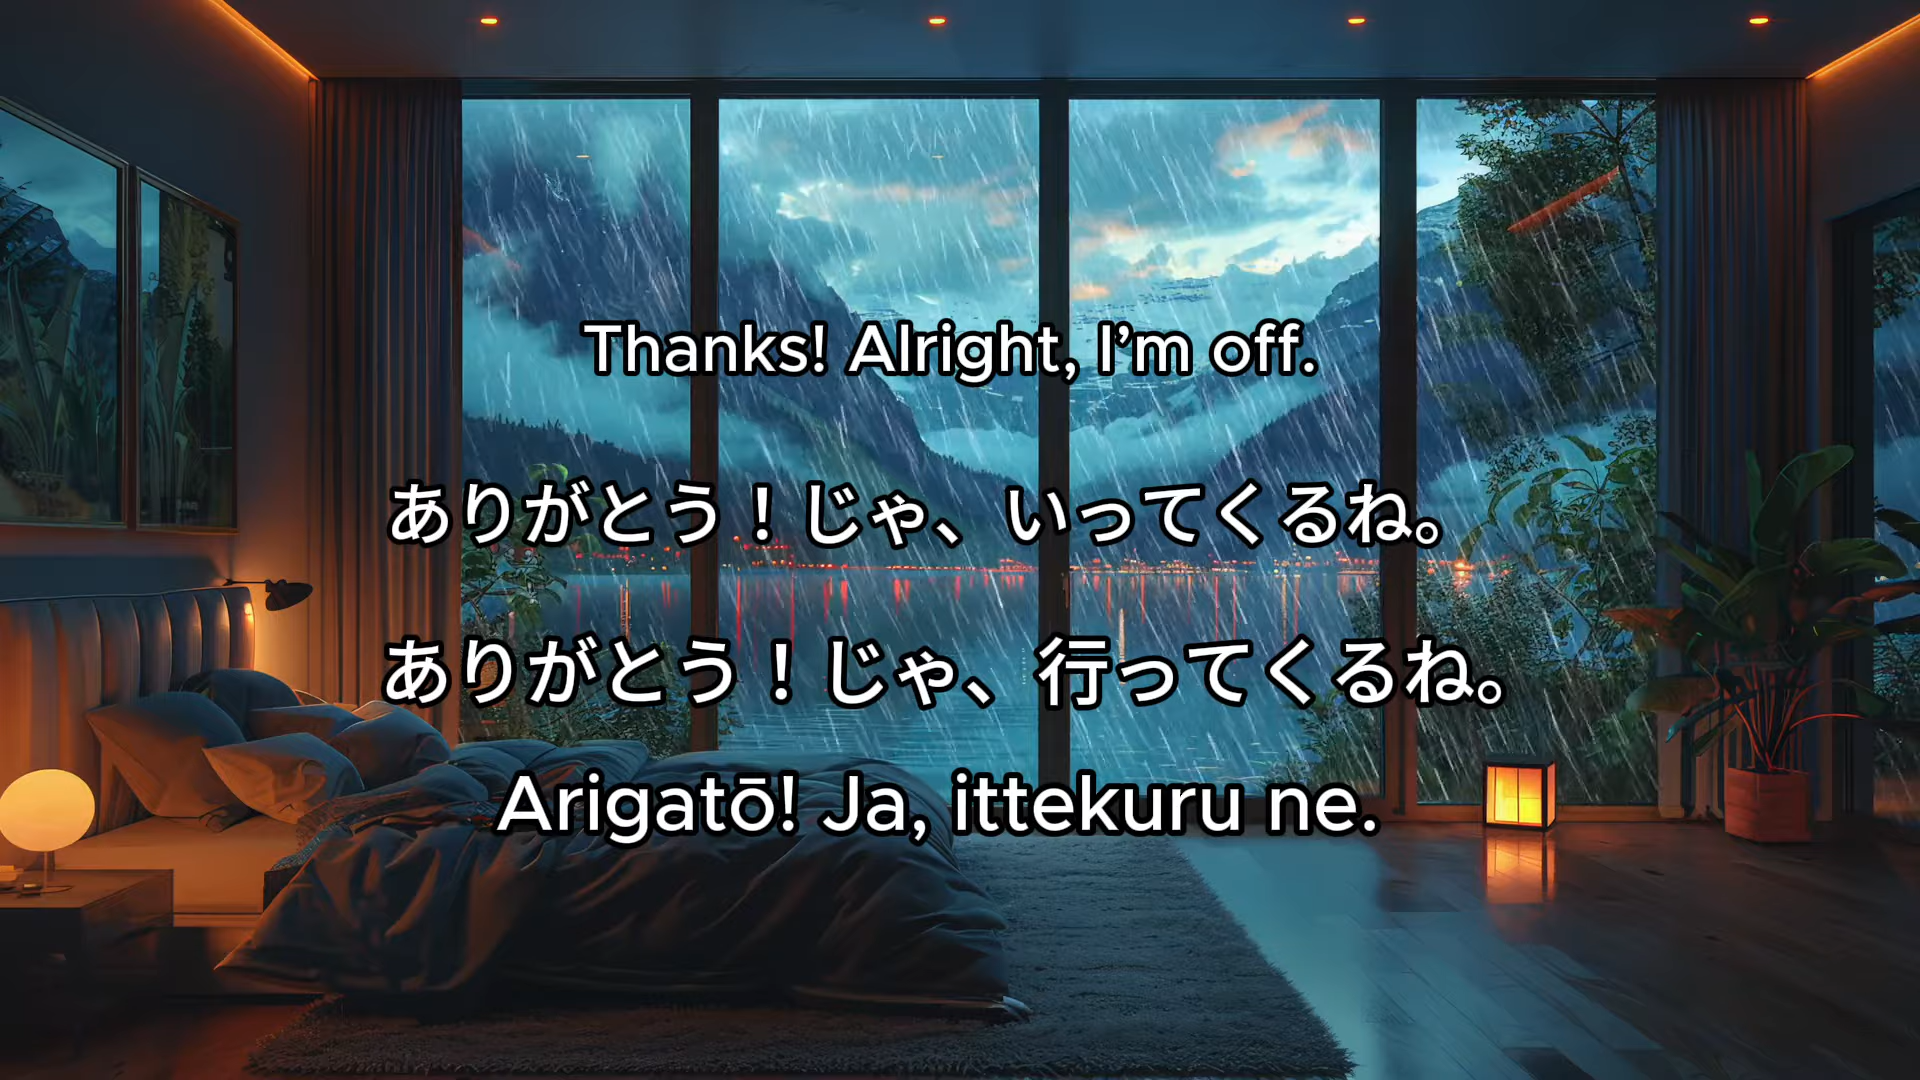 Thanks! Alright, I’m off.
ありがとう！じゃ、いってくるね。
ありがとう！じゃ、行ってくるね。
Arigatō! Ja, ittekuru ne.